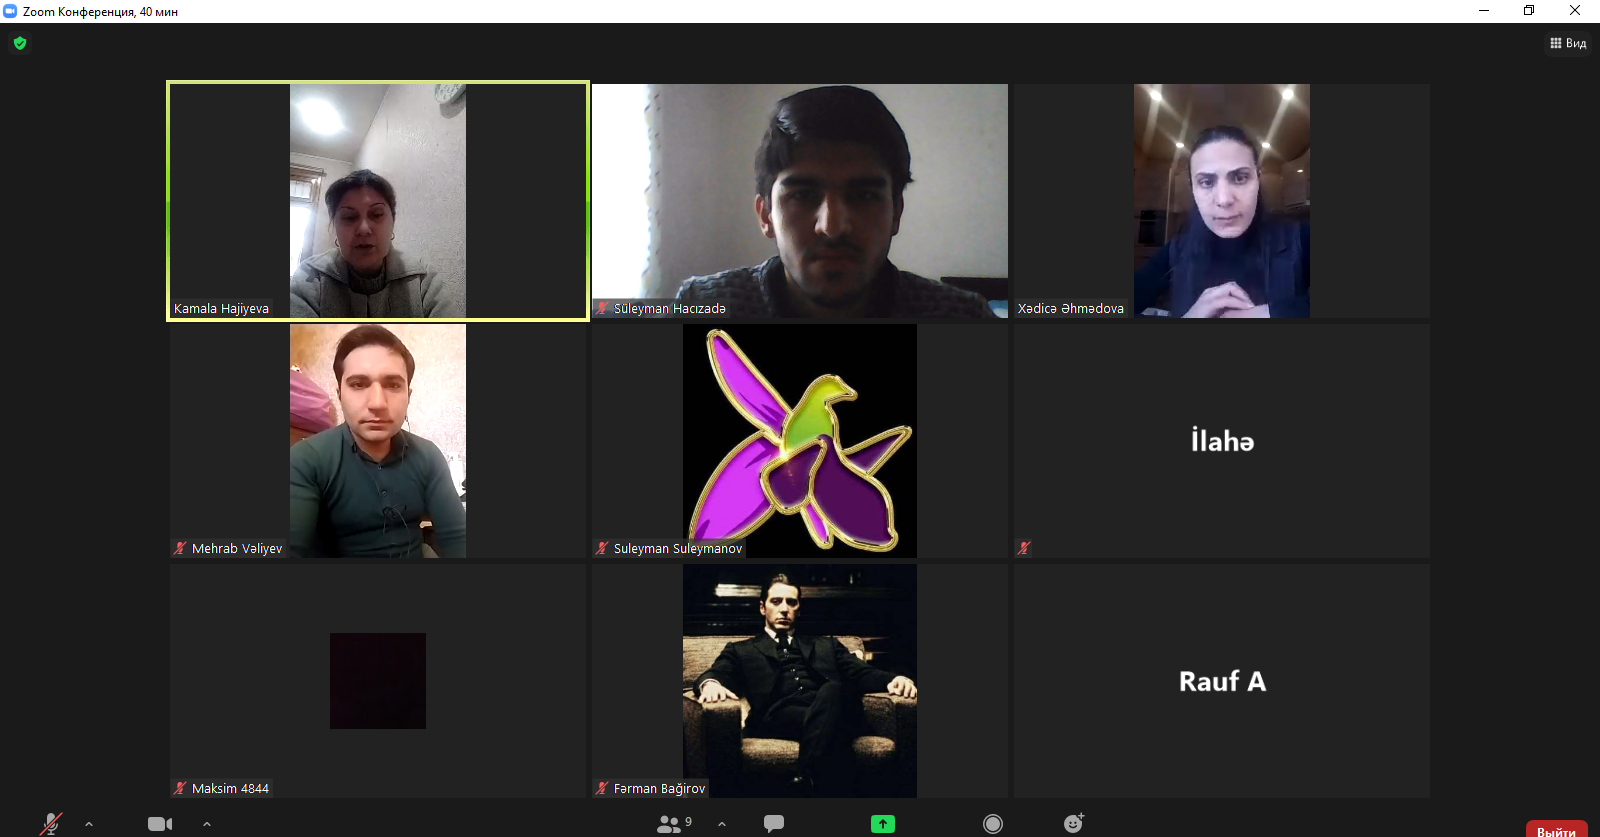 Zoom Конференция, 40 мин
Вид
Kamala Hajiyeva
Süleyman Hacızadə
Xədicə Əhmədova
Mehrab Vəliyev
Suleyman Suleymanov
İlahə
Maksim 4844
Fərman Bağirov
Rauf A
9
Выйти